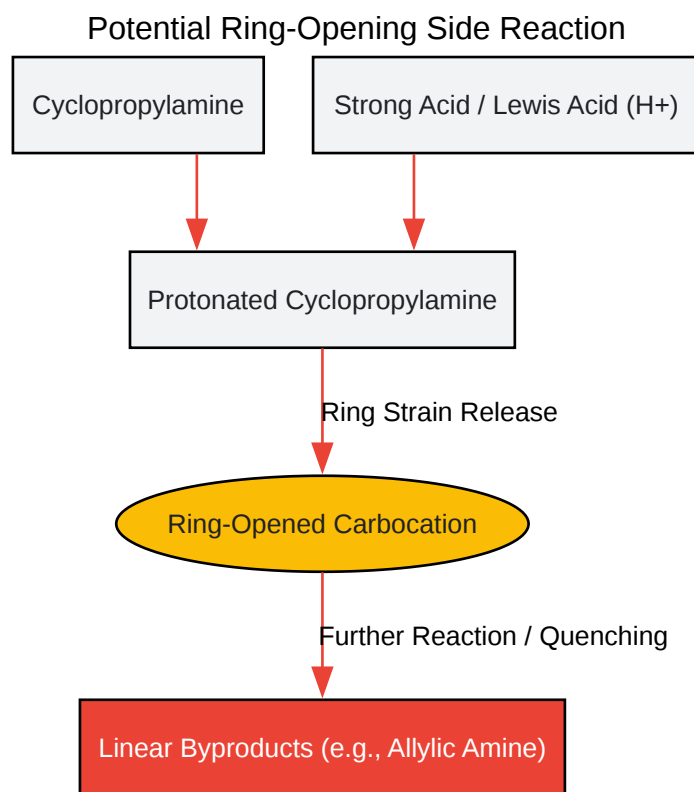 Potential Ring-Opening Side Reaction
Cyclopropylamine
Strong Acid / Lewis Acid (H+)
Protonated Cyclopropylamine
Ring Strain Release
Ring-Opened Carbocation
Further Reaction / Quenching
Linear Byproducts (e.g., Allylic Amine)